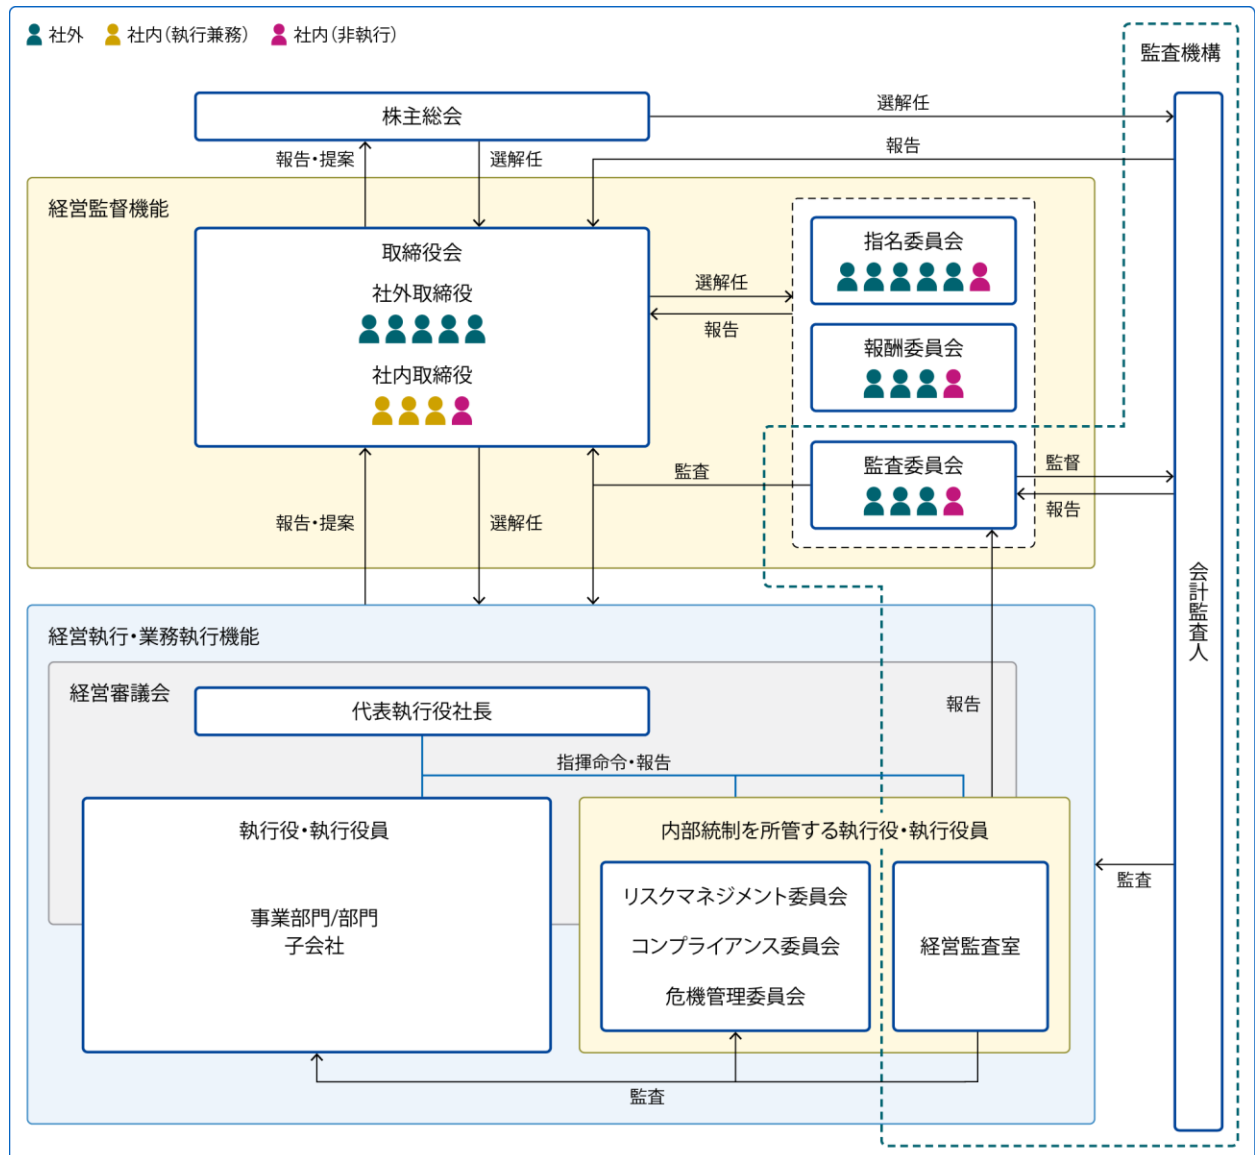 社外
社内(執行兼務)
社内(非執行)
監査機構
株主総会
選解任
報告
報告・提案
選解任
経営監督機能
取締役会
社外取締役
社内取締役
選解任
報告
指名委員会
報酬委員会
監査委員会
監査
監督
報告
報告・提案
選解任
会計監査人
経営執行・業務執行機能
経営審議会
代表執行役社長
指揮命令・報告
報告
執行役・執行役員
事業部門/部門
子会社
内部統制を所管する執行役・執行役員
リスクマネジメント委員会
コンプライアンス委員会
危機管理委員会
経営監査室
監査
監査